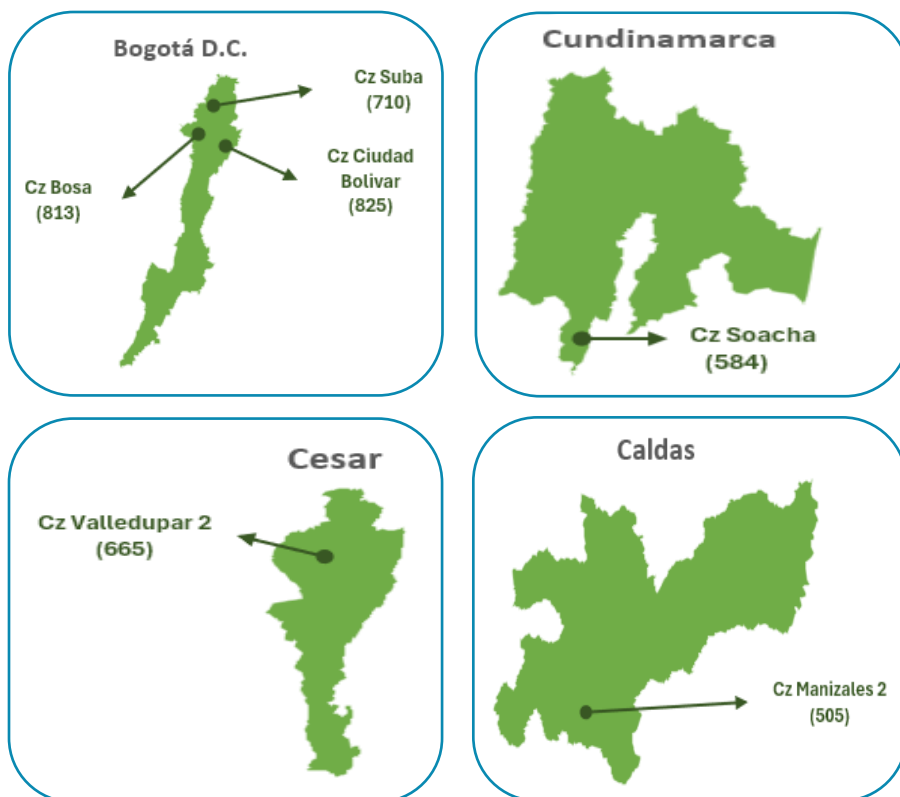 Bogotá D.C.
Cz Suba
(710)
Cz Ciudad
Bolivar
(825)
Cz Bosa
(813)
Cundinamarca
Cz Soacha
(584)
Cesar
Cz Valledupar 2
(665)
Caldas
Cz Manizales 2
(505)